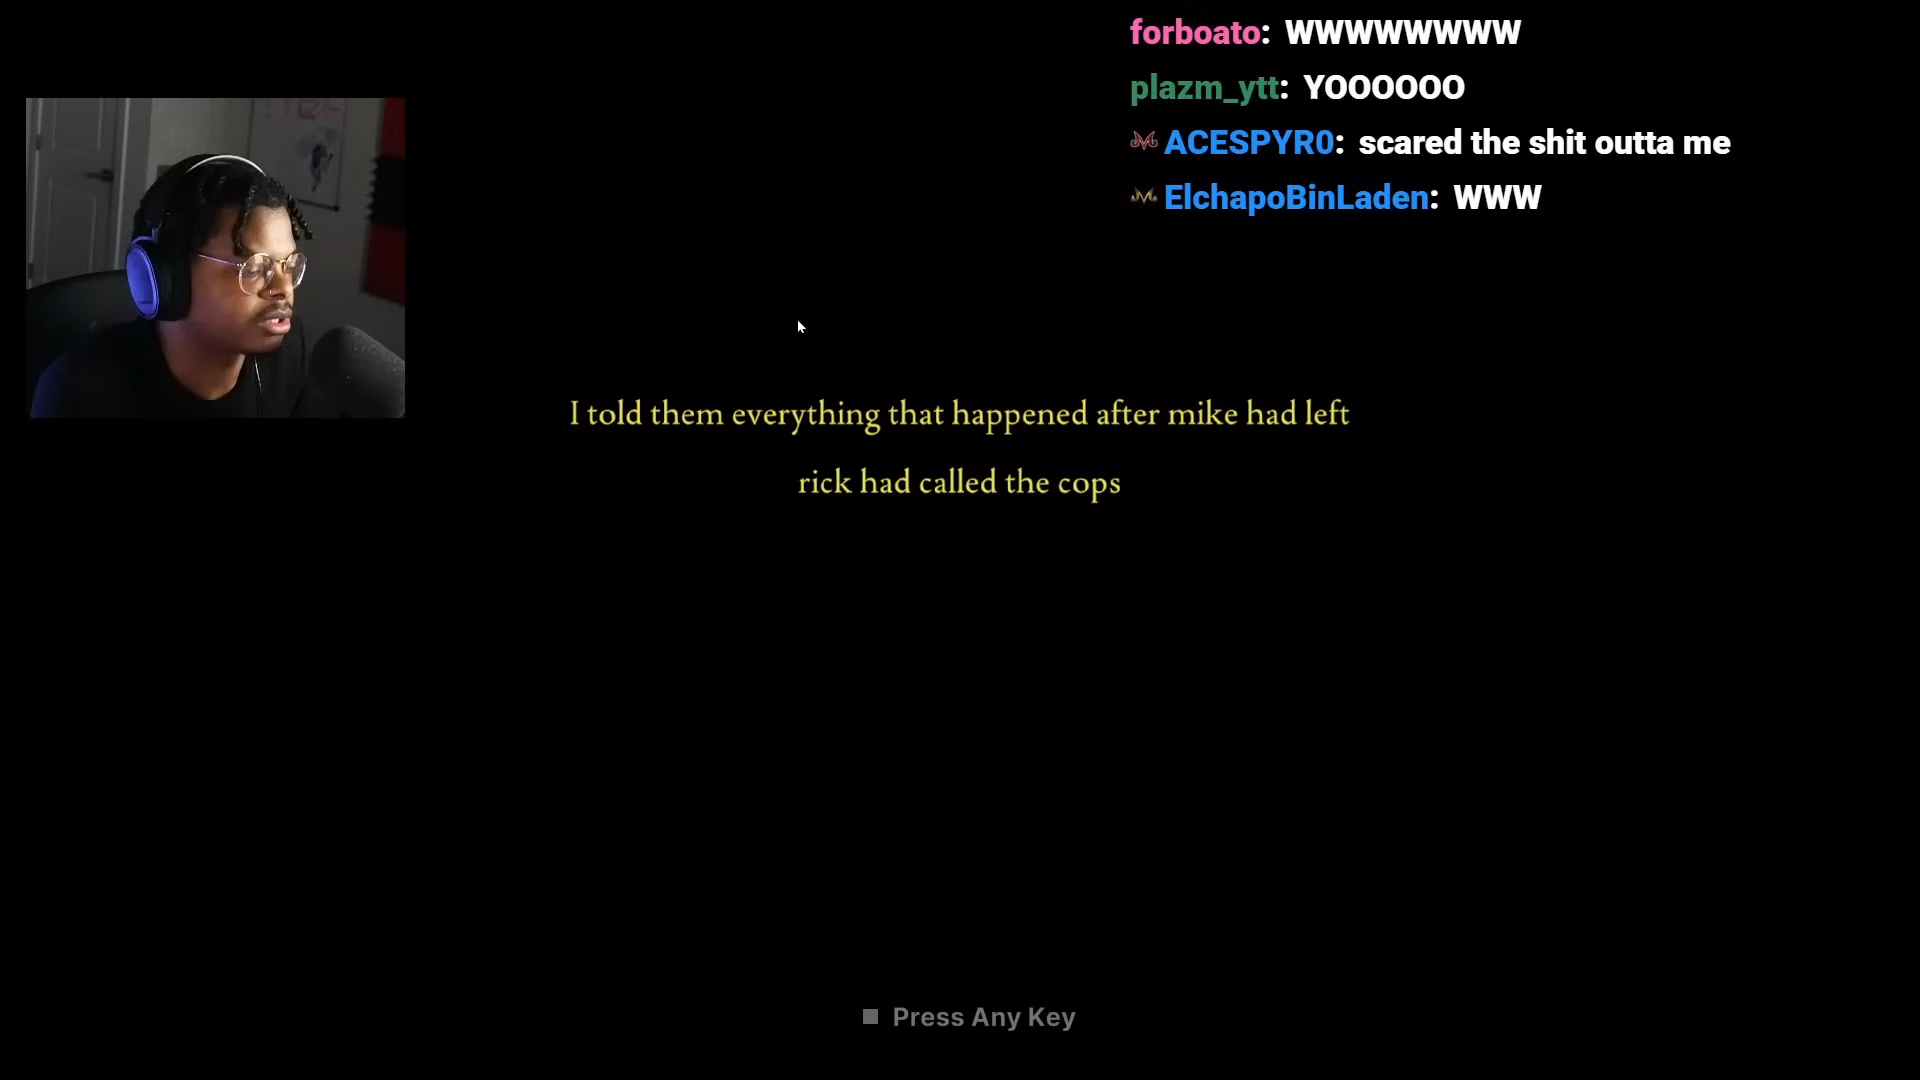 forboato: WWWWWWWW
plazm_ytt: YOOOOOO
ACESPYR0: scared the shit outta me
ElchapoBinLaden: WWW
I told them everything that happened after mike had left
rick had called the cops
Press Any Key